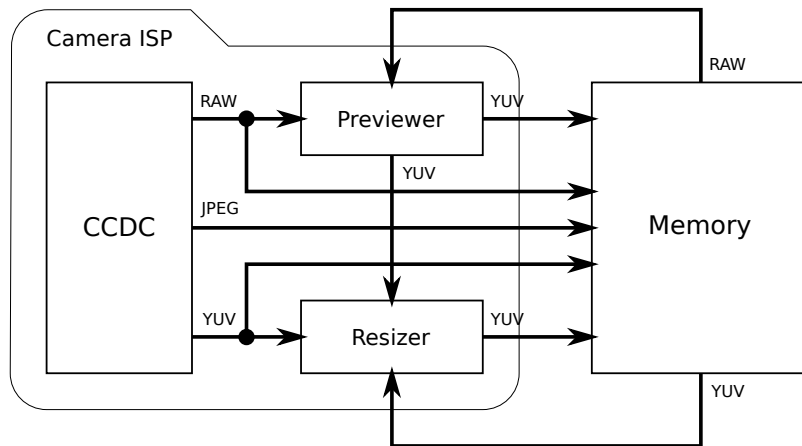 Camera ISP
RAW
RAW
YUV
Previewer
YUV
JPEG
CCDC
Memory
YUV
Resizer
YUV
YUV